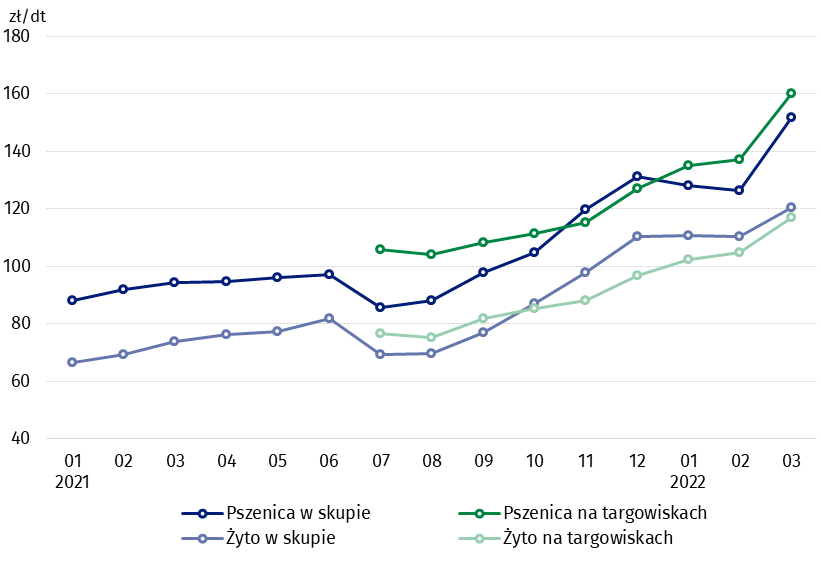 zł/dt
180
160
140
120
100
80
60
40
01 02 03 04 05 06 07 08 09 10 11 12 01 02 03
2021 2022
Pszenica w skupie Pszenica na targowiskach
Żyto w skupie Żyto na targowiskach